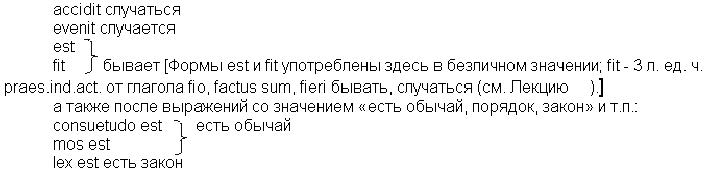 accidit случаться
evenit случается
est
fit бывает [Формы est и fit употреблены здесь в безличном значении; fit - 3 л. ед. ч.
praes.ind.act. от глагола fio, factus sum, fieri бывать, случаться (см. Лекцию ).]
а также после выражений со значением «есть обычай, порядок, закон» и т.п.:
consuetudo est есть обычай
mos est
lex est есть закон